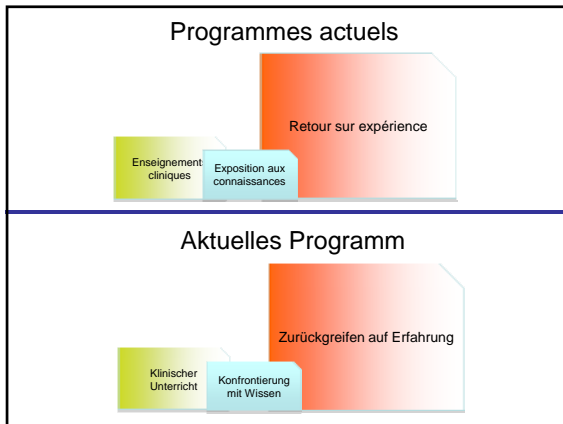 Programmes actuels
Retour sur expérience
Enseignements
cliniques
Exposition aux
connaissances
Aktuelles Programm
Zurückgreifen auf Erfahrung
Klinischer
Unterricht
Konfrontierung
mit Wissen